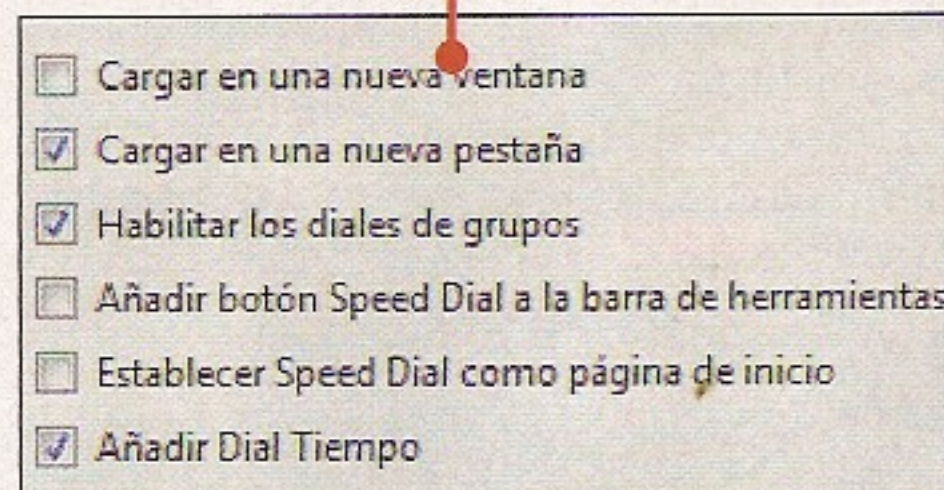 Cargar en una nueva ventana
Cargar en una nueva pestaña
Habilitar los diales de grupos
Añadir botón Speed Dial a la barra de herramientas
Establecer Speed Dial como página de inicio
Añadir Dial Tiempo